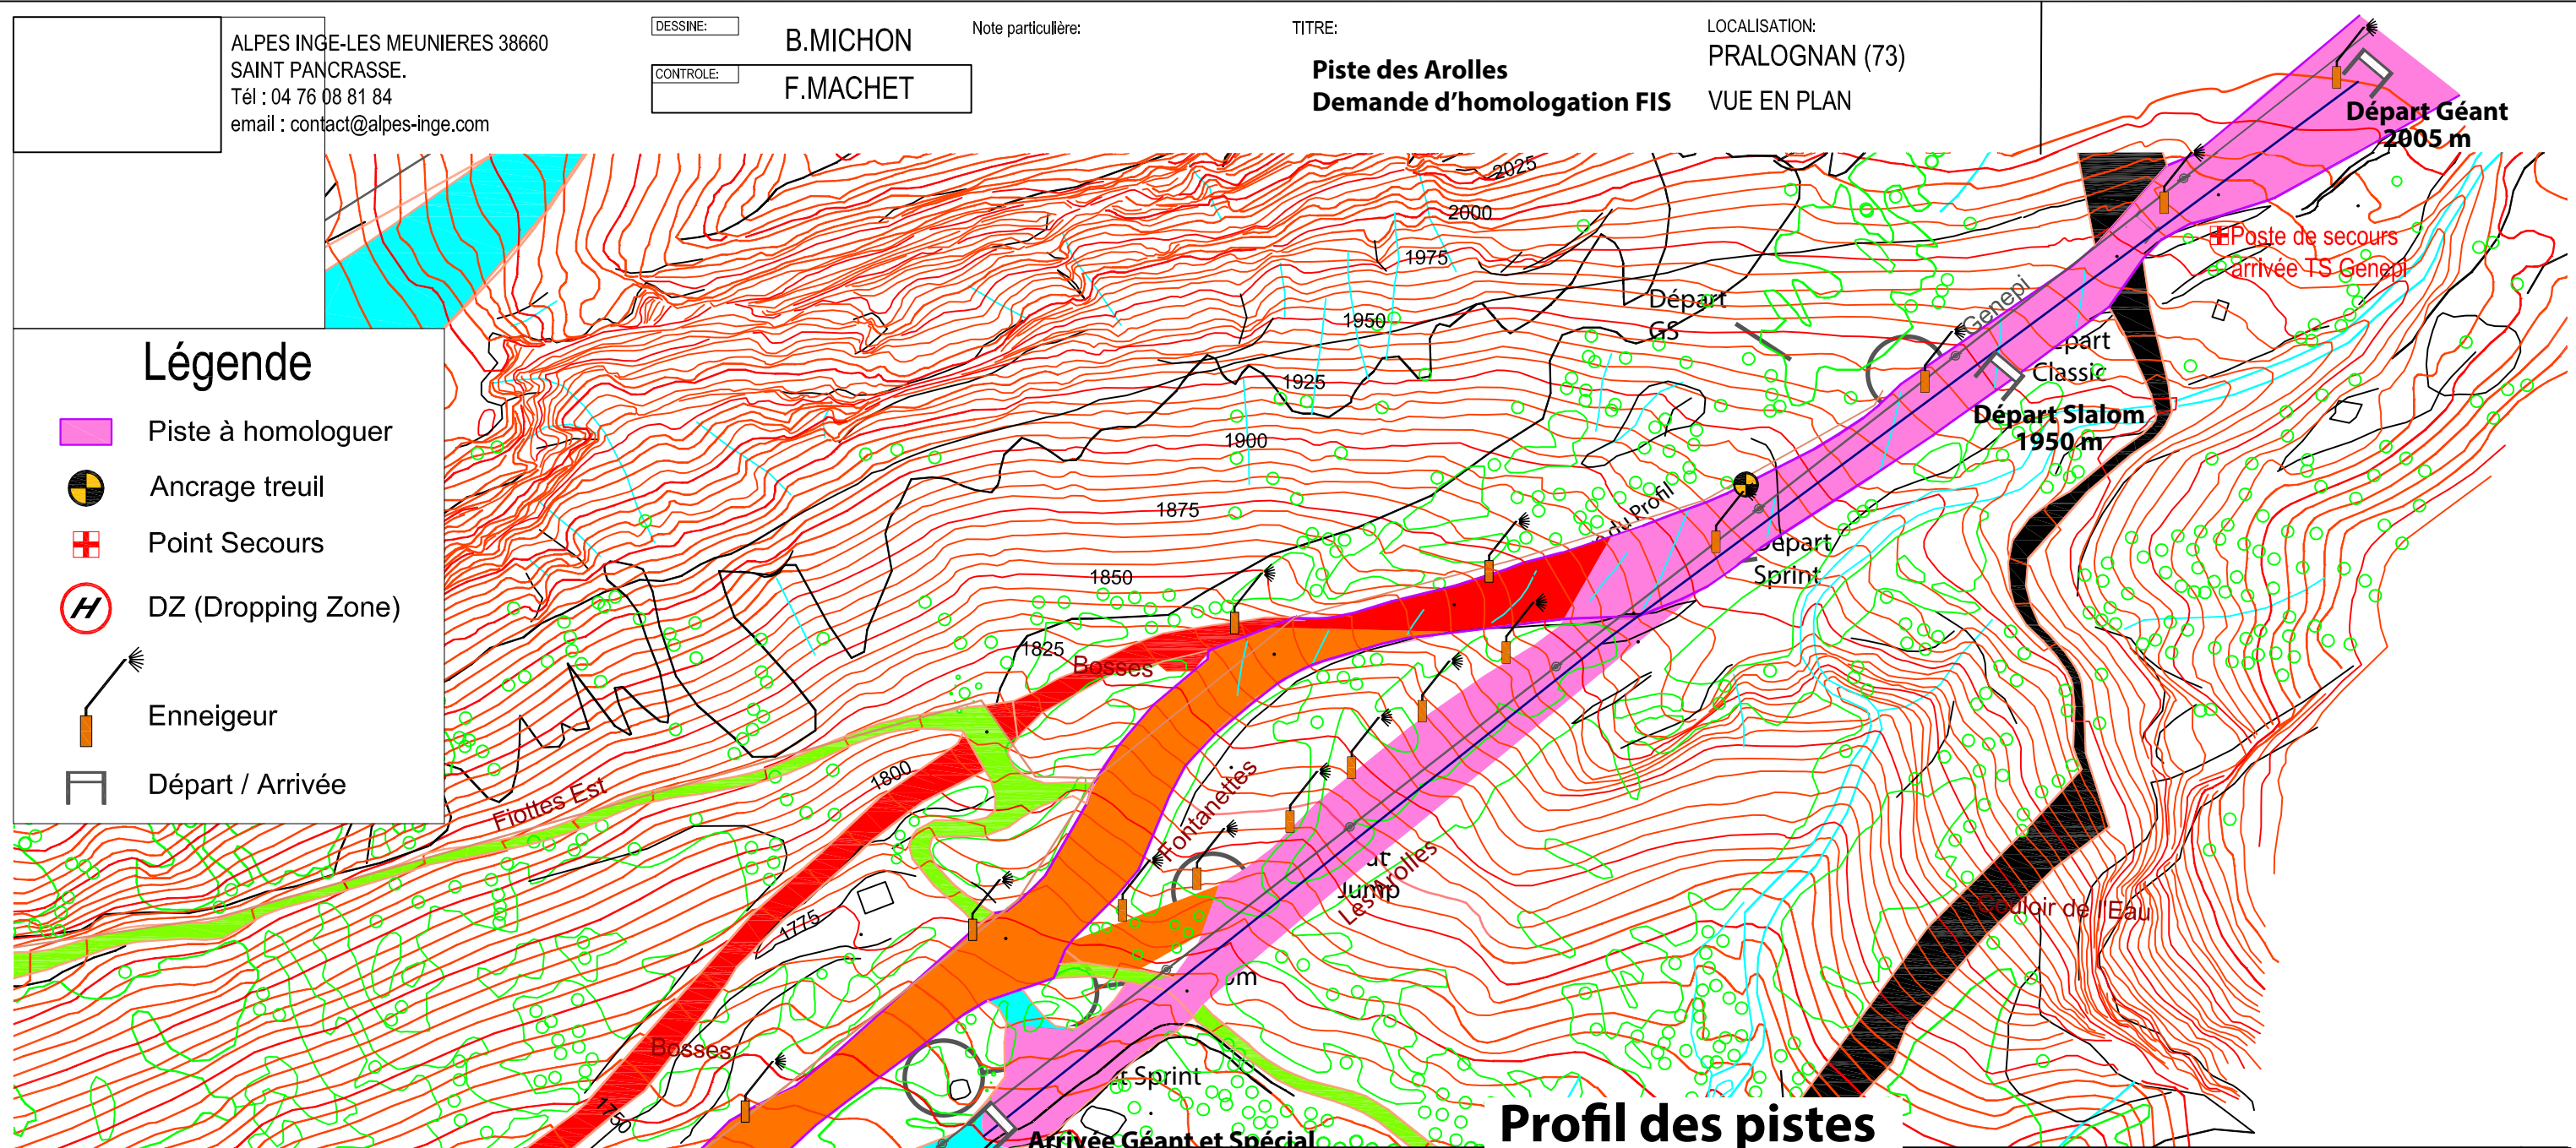 ALPES INGE-LES MEUNIERES 38660
SAINT PANCRASSE.
Tél : 04 76 08 81 84
email : contact@alpes-inge.com
DESSINE:
B.MICHON
CONTROLE:
F.MACHET
Note particulière:
TITRE:
Piste des Arolles
Demande d’homologation FIS
LOCALISATION:
PRALOGNAN (73)
VUE EN PLAN
Départ Géant
2005 m
Légende
Piste à homologuer
Ancrage treuil
Point Secours
DZ (Dropping Zone)
Enneigeur
Départ / Arrivée
2025
2000
1975
1950
1925
1900
1875
1850
1825
1800
1775
1750
Poste de secours
arrivée TS Genepi
Genepi
Départ
GS
Classic
Départ Slalom
1950 m
du Profil
Départ
Sprint
Bosses
Fiolles Est
Fontanettes
Jump
Les Arolles
Couloir de l'Eau
Bosses
Sprint
Arrivée Géant et Spécial
Profil des pistes